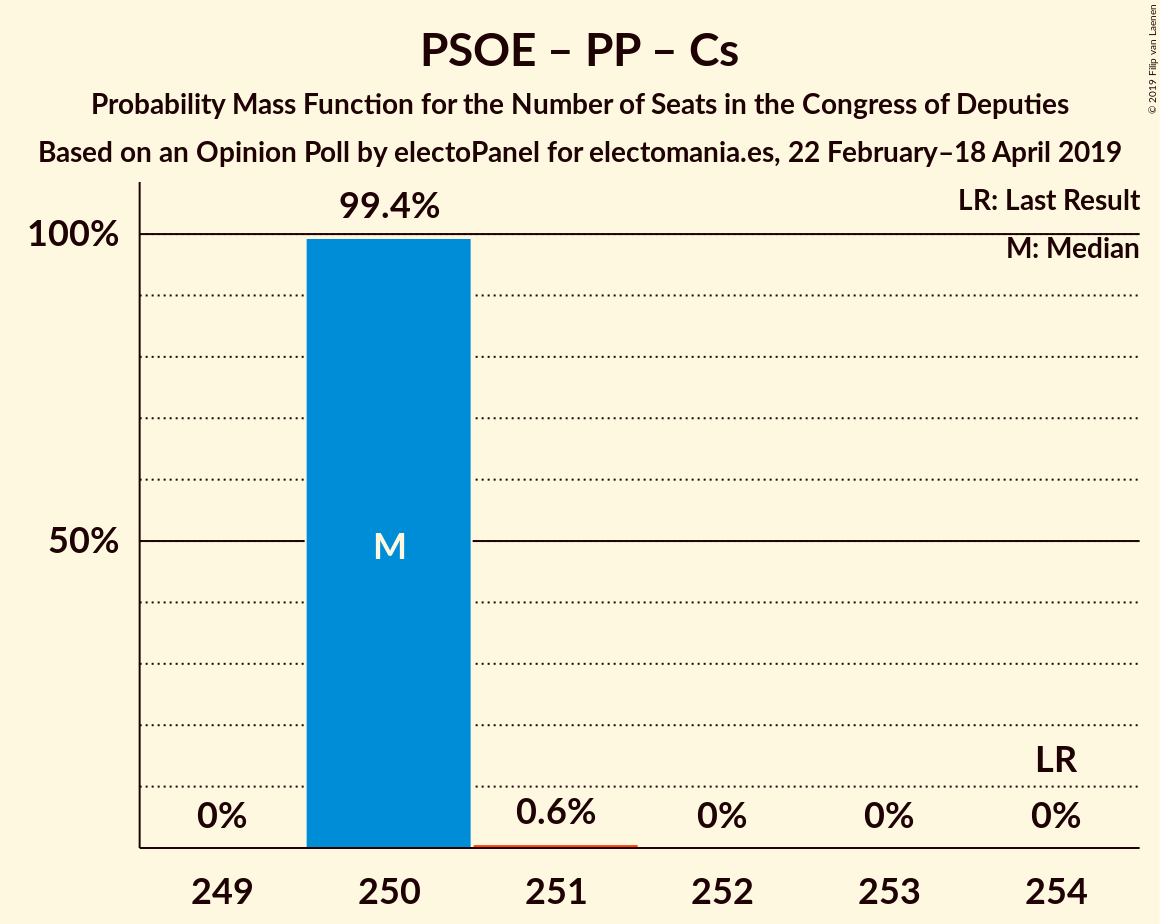 PSOE – PP – Cs
Probability Mass Function for the Number of Seats in the Congress of Deputies
Based on an Opinion Poll by electoPanel for electomania.es, 22 February–18 April 2019
© 2019 Filip van Laenen
LR: Last Result
M: Median
99.4%
100%
50%
M
LR
0%
0.6%
0%
0%
0%
249
250
251
252
253
254